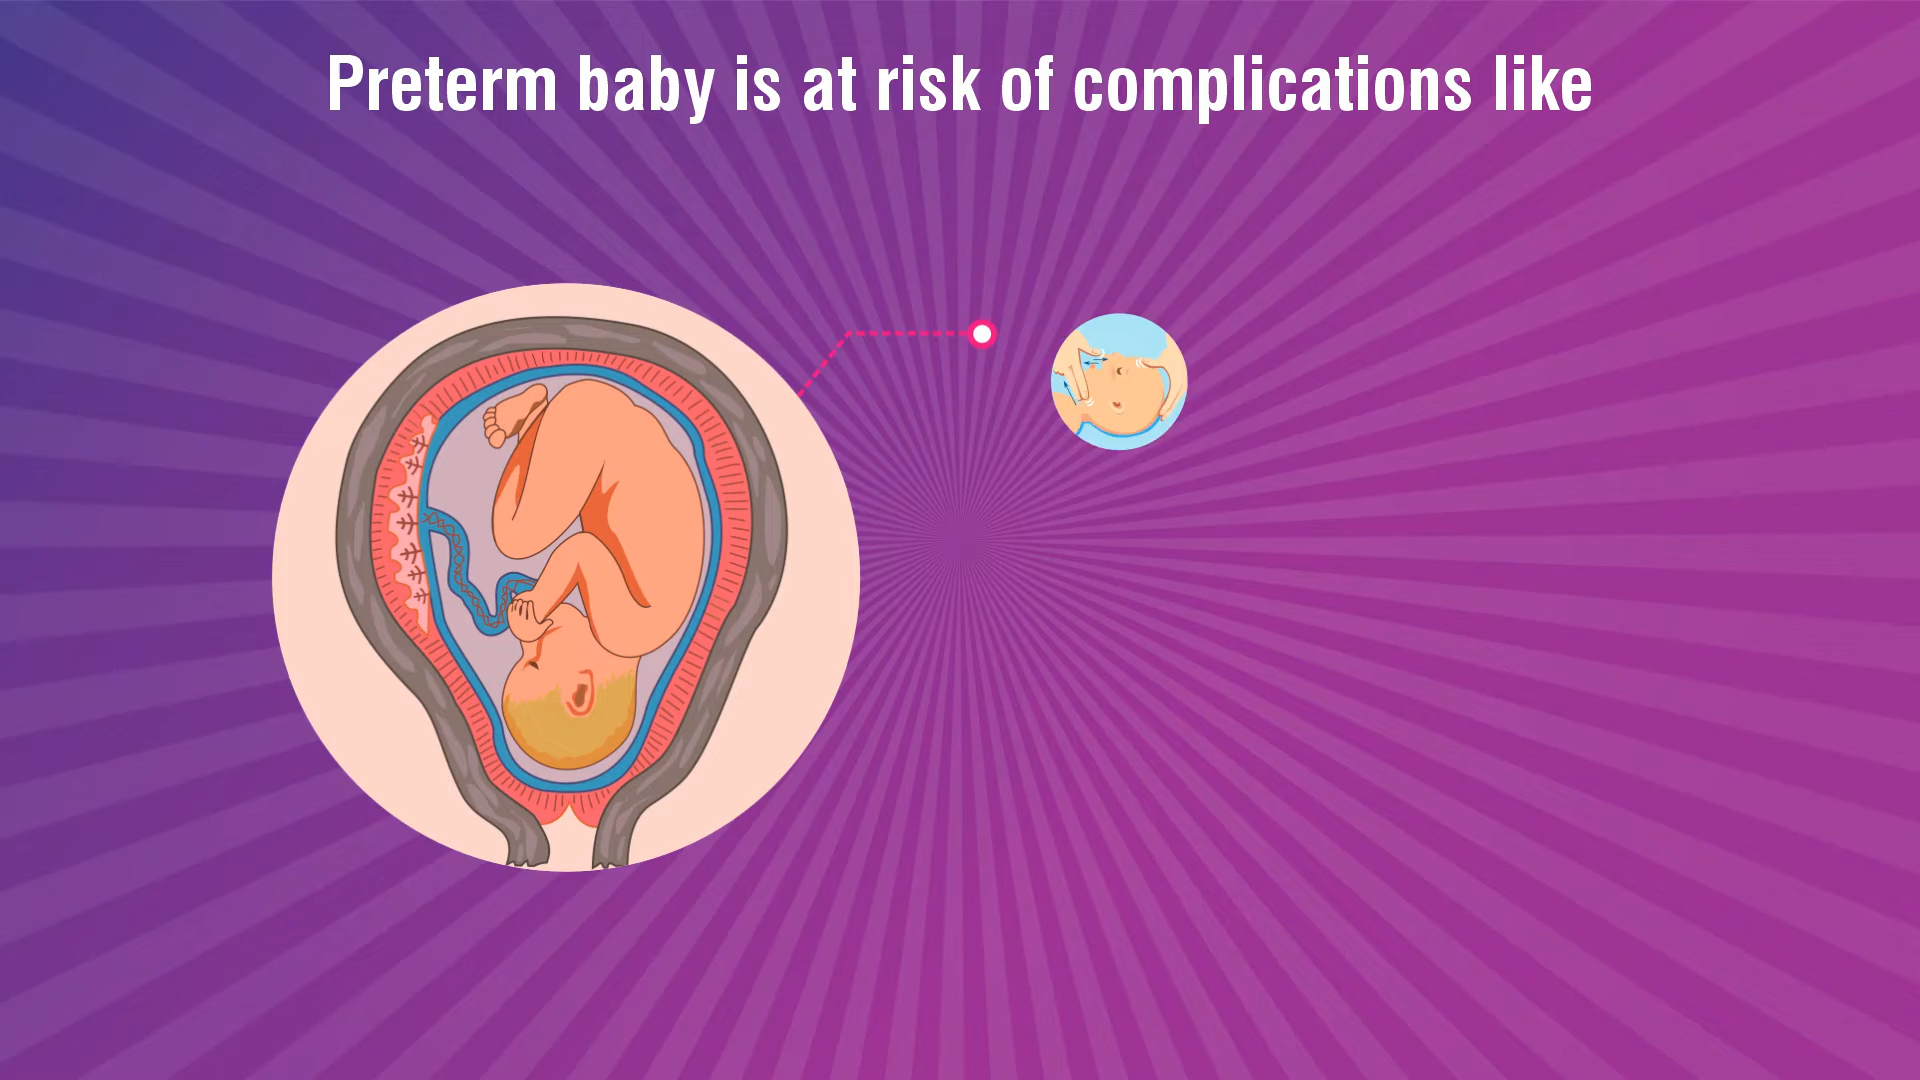 Preterm baby is at risk of complications like